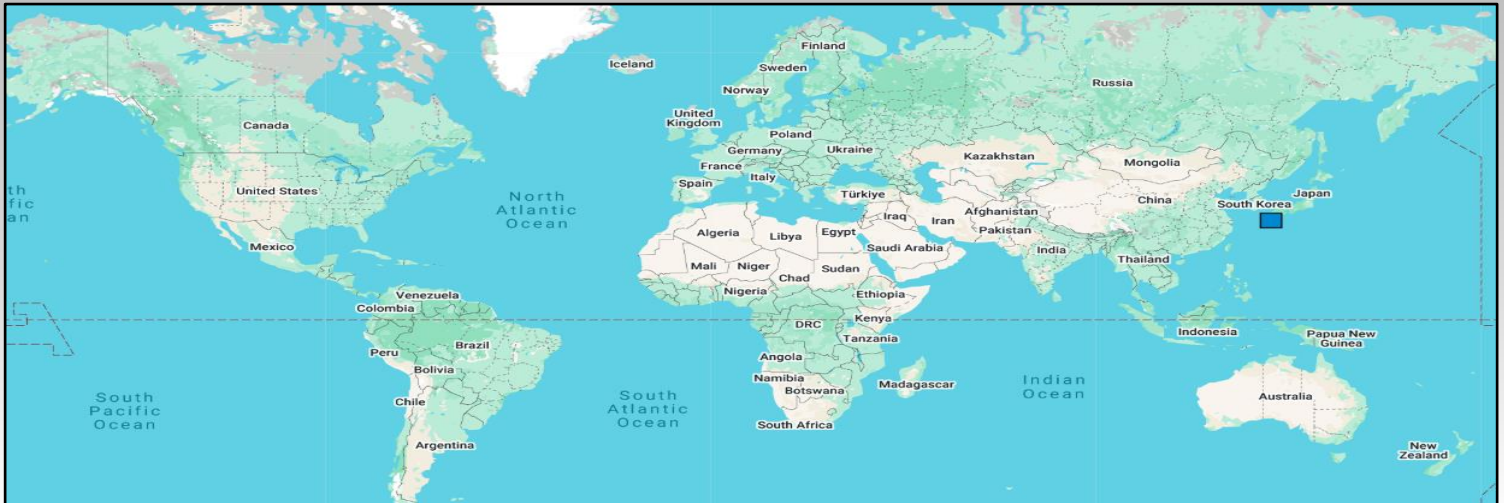 Finland
Iceland
Sweden
Russia
Norway
United
Kingdom
Canada
Poland
Germany
Ukraine
Kazakhstan
Mongolia
France
Italy
Spain
United States
Türkiye
Japan
China
South Korea
th
fic
an
North
Atlantic
Ocean
Iraq
Iran
Afghanistan
Pakistan
Algeria
Libya
Egypt
Saudi Arabia
India
Mexico
Thailand
Mali
Niger
Chad
Sudan
Nigeria
Ethiopia
Venezuela
Colombia
Kenya
DRC
Tanzania
Indonesia
Papua New
Guinea
Peru
Brazil
Bolivia
Angola
Namibia
Botswana
Madagascar
Indian
Ocean
South
Pacific
Ocean
Chile
South
Atlantic
Ocean
Australia
South Africa
Argentina
New
Zealand